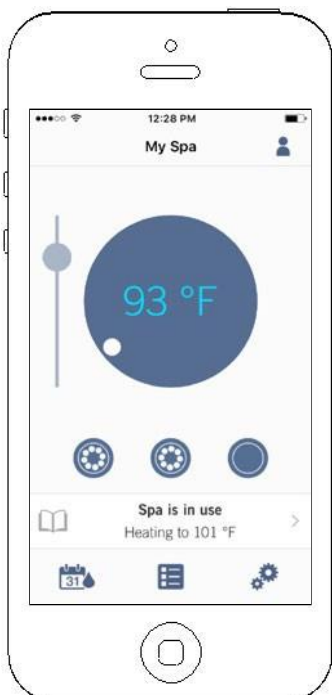 12:28 PM
My Spa
93 °F
Spa is in use
Heating to 101 °F
31